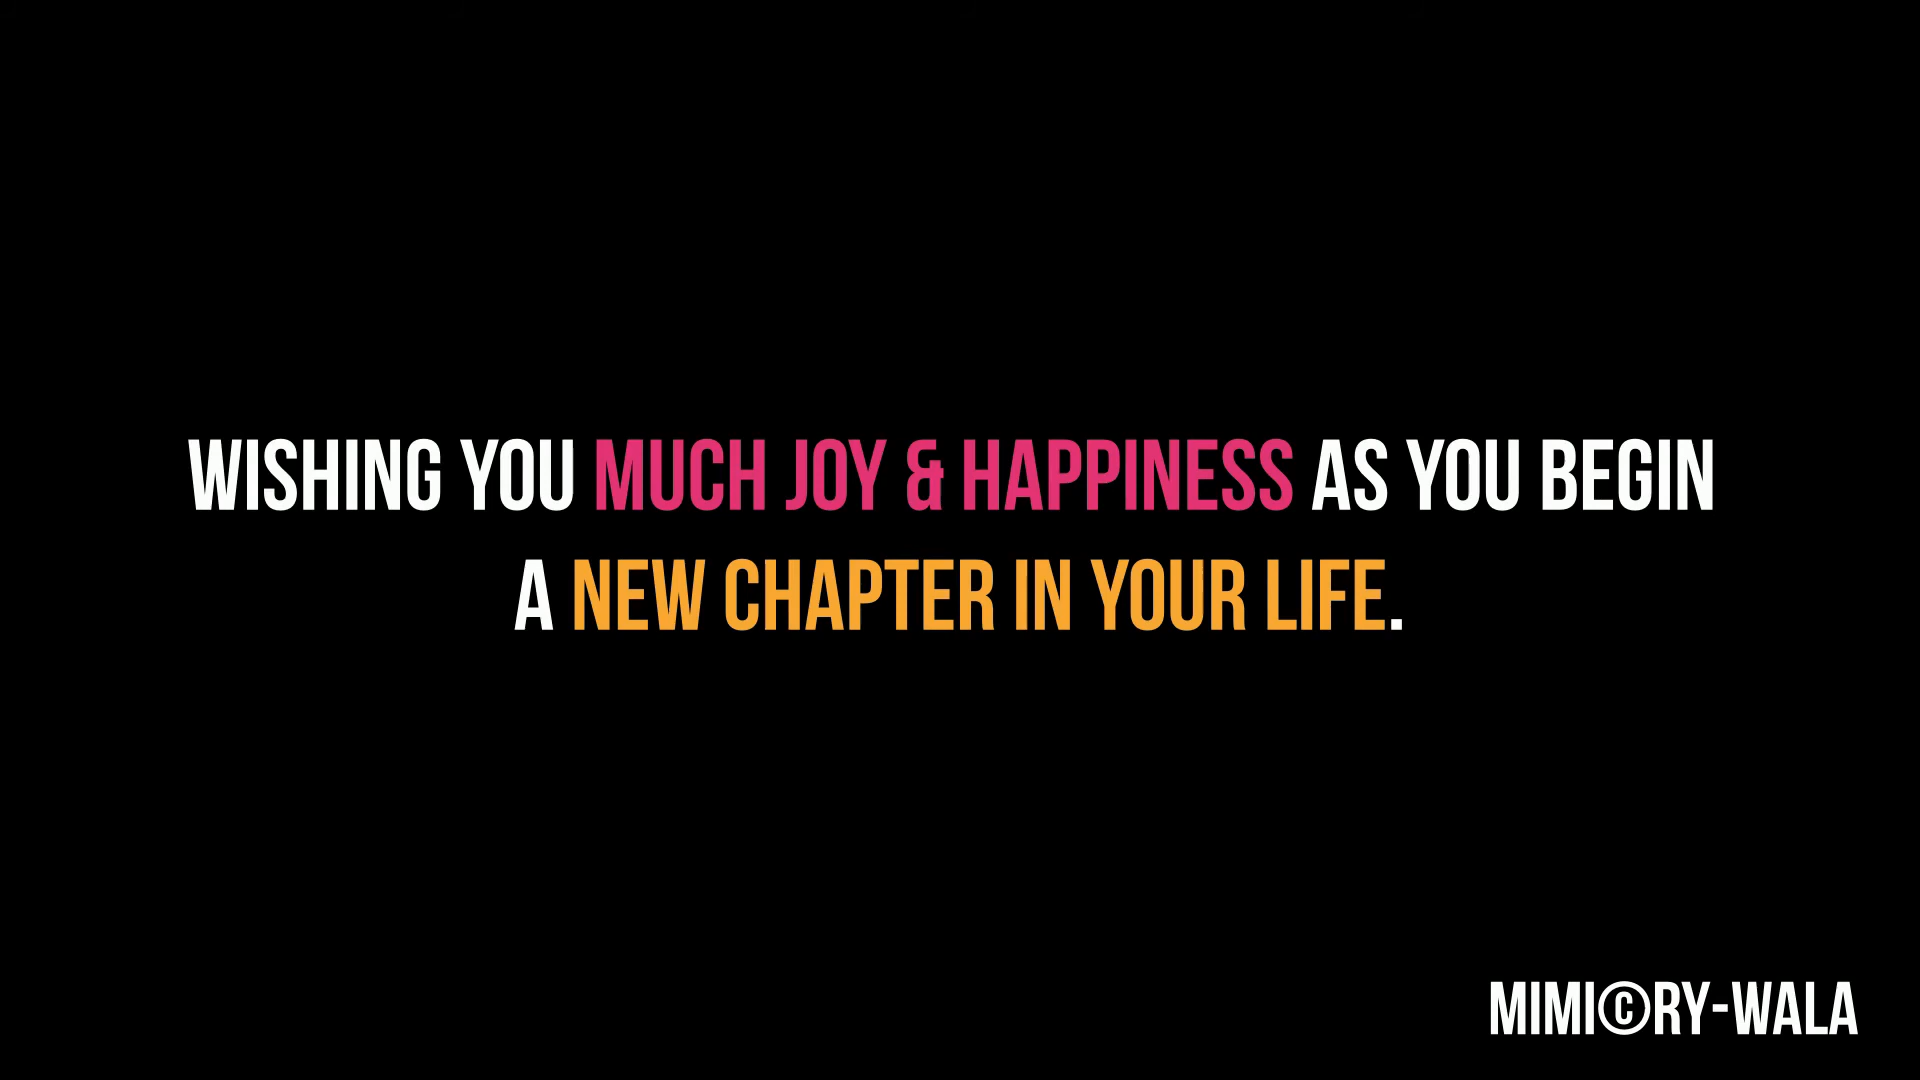 WISHING YOU MUCH JOY & HAPPINESS AS YOU BEGIN
A NEW CHAPTER IN YOUR LIFE.
MIMI©RY-WALA